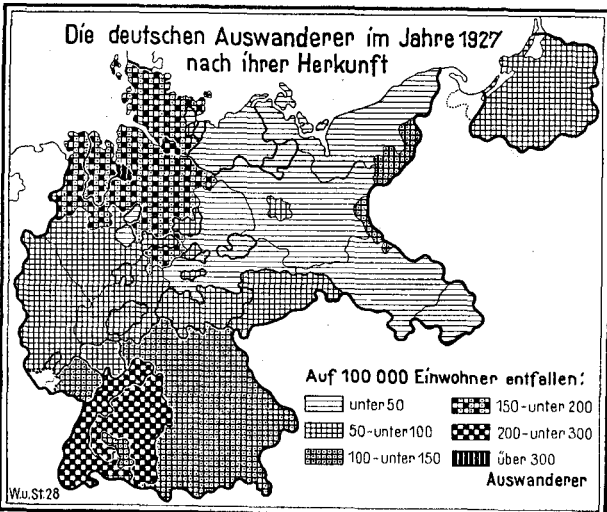 Die deutschen Auswanderer im Jahre 1927
nach ihrer Herkunft
Auf 100 000 Einwohner entfallen:
unter 50
50-unter 100
100-unter 150
150-unter 200
200-unter 300
über 300
Auswanderer
W.u.St.28